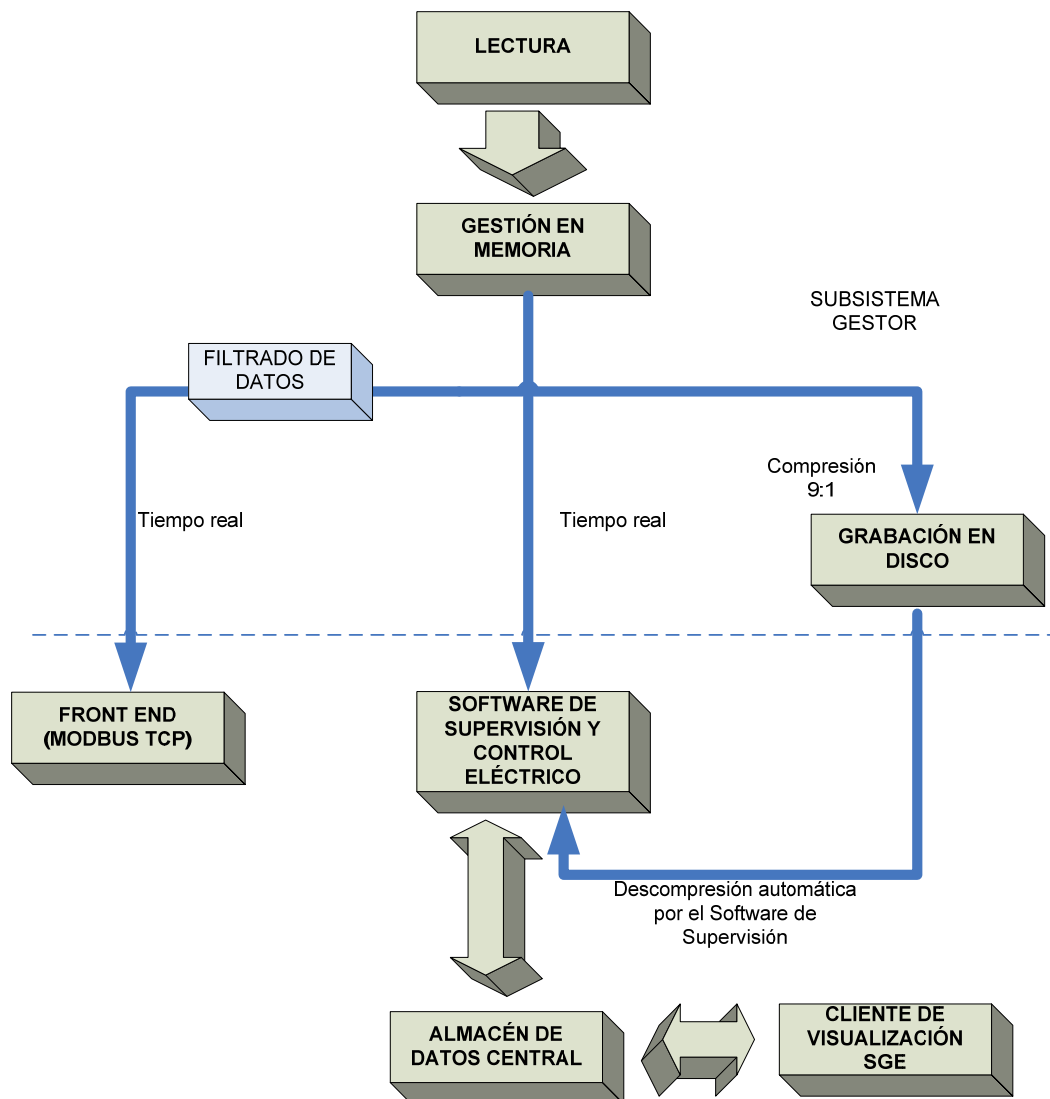 LECTURA
GESTIÓN EN
MEMORIA
SUBSISTEMA
GESTOR
FILTRADO DE
DATOS
Compresión
9:1
Tiempo real
Tiempo real
GRABACIÓN EN
DISCO
FRONT END
(MODBUS TCP)
SOFTWARE DE
SUPERVISIÓN Y
CONTROL
ELÉCTRICO
Descompresión automática
por el Software de
Supervisión
ALMACÉN DE
DATOS CENTRAL
CLIENTE DE
VISUALIZACIÓN
SGE